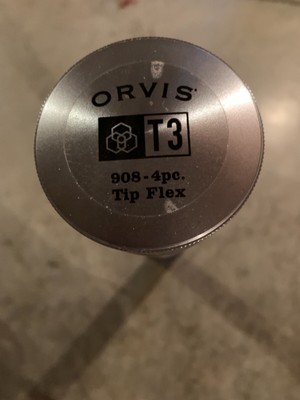 ORVIS
T3
908-4pc.
Tip Flex